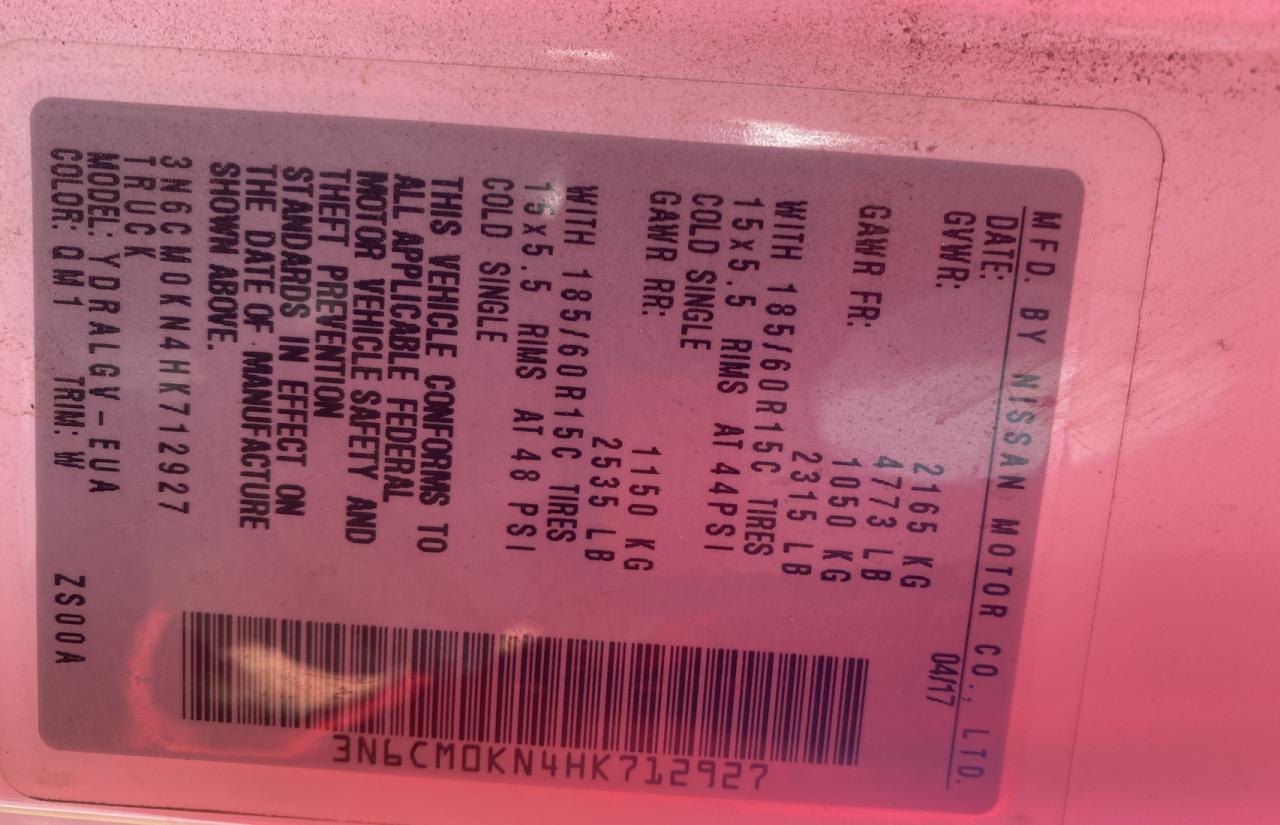 MFD. BY NISSAN MOTOR CO., LTD.
DATE: 04/17
GVWR: 2165 KG
4773 LB
GAWR FR: 1050 KG
2315 LB
WITH 185/60R15C TIRES
15x5.5 RIMS AT 44PSI
COLD SINGLE
GAWR RR: 1150 KG
2535 LB
WITH 185/60R15C TIRES
15x5.5 RIMS AT 48 PSI
COLD SINGLE
THIS VEHICLE CONFORMS TO
ALL APPLICABLE FEDERAL
MOTOR VEHICLE SAFETY AND
THEFT PREVENTION
STANDARDS IN EFFECT ON
THE DATE OF MANUFACTURE
SHOWN ABOVE.
3N6CM0KN4HK712927
TRUCK
MODEL: YDRALGV-EUA
COLOR: QM1 TRIM: W ZS00A
3N6CM0KN4HK712927